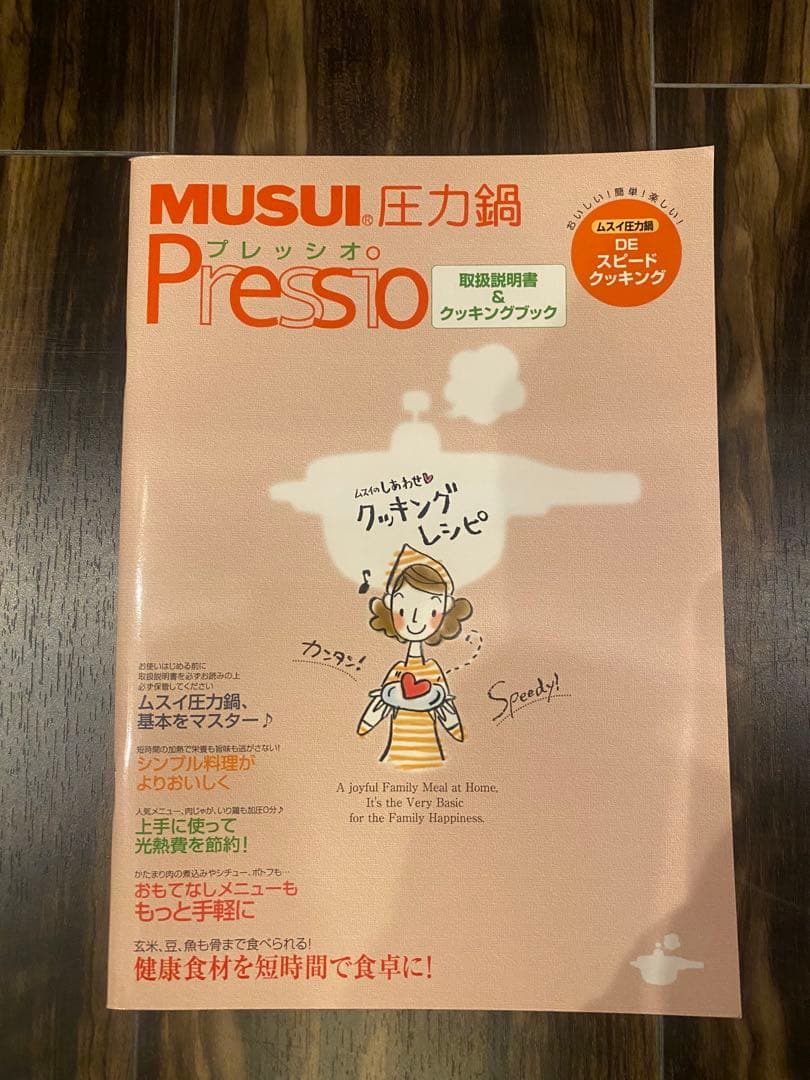 MUSUI®圧力鍋
プレッシオ
Pressio
取扱説明書
&
クッキングブック
おいしい!簡単!楽しい!
ムスイ圧力鍋
DE
スピード
クッキング
ムスイのしあわせ♥
クッキング
レシピ
♪
カンタン!
Speedy!
A joyful Family Meal at Home,
It's the Very Basic
for the Family Happiness.
お使いはじめる前に
取扱説明書を必ずお読みの上
必ず保管してください
ムスイ圧力鍋、
基本をマスター♪
短時間の加熱で栄養も旨味も逃がさない!
シンプル料理が
よりおいしく
人気メニュー、肉じゃが、いり鶏も加圧0分♪
上手に使って
光熱費を節約!
かたまり肉の煮込みやシチュー、ポトフも…
おもてなしメニューも
もっと手軽に
玄米、豆、魚も骨まで食べられる!
健康食材を短時間で食卓に!